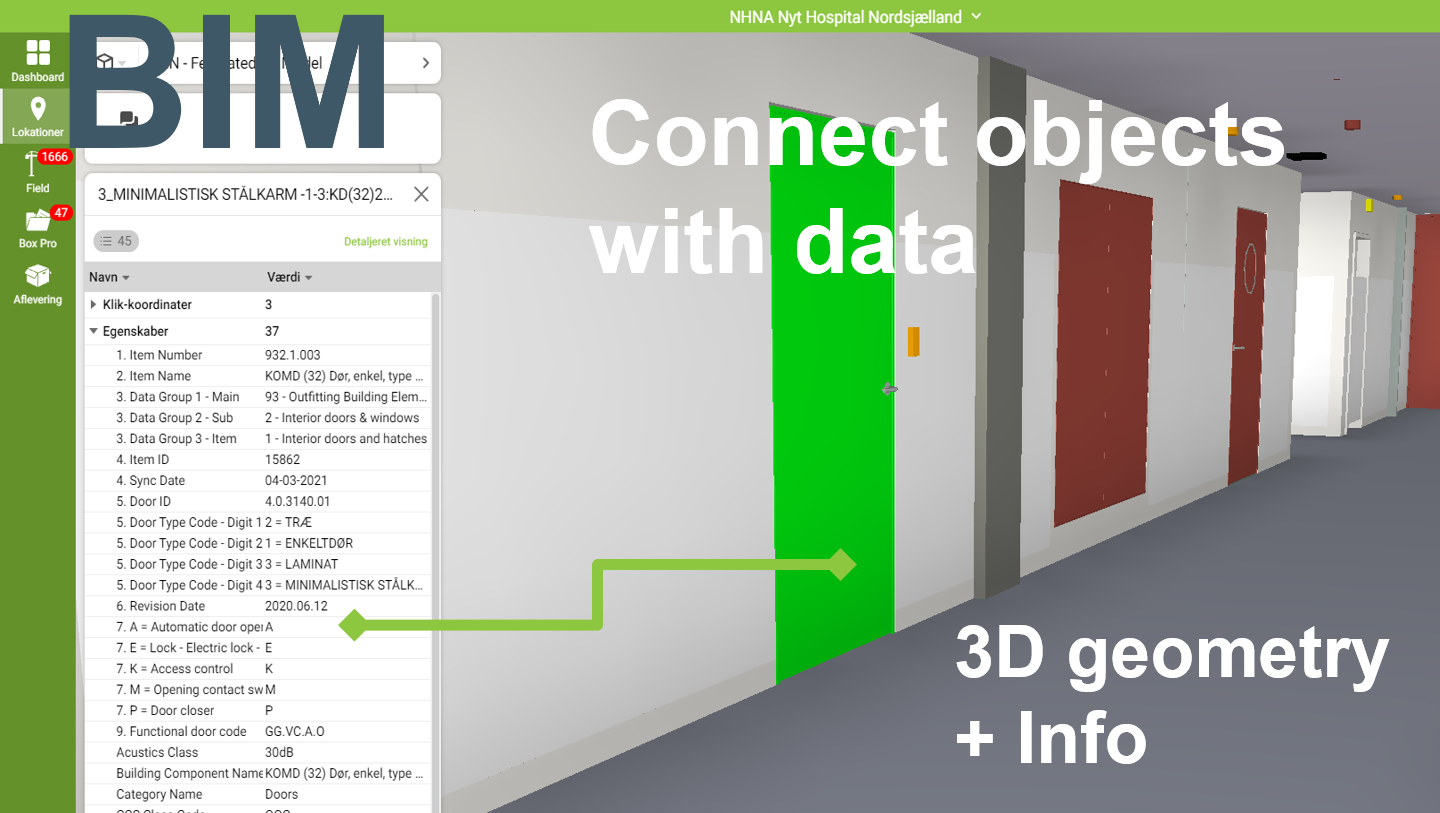 NHNA Nyt Hospital Nordsjælland
BIM
Dashboard
Lokationer
1666
Field
47
Box Pro
Aflevering
3_MINIMALISTISK STÅLKARM -1-3:KD(32)2...
45
Detaljeret visning
Navn Værdi
Klik-koordinater 3
Egenskaber 37
1. Item Number 932.1.003
2. Item Name KOMD (32) Dør, enkel, type ...
3. Data Group 1 - Main 93 - Outfitting Building Elem...
3. Data Group 2 - Sub 2 - Interior doors & windows
3. Data Group 3 - Item 1 - Interior doors and hatches
4. Item ID 15862
4. Sync Date 04-03-2021
5. Door ID 4.0.3140.01
5. Door Type Code - Digit 1 2 = TRÆ
5. Door Type Code - Digit 2 1 = ENKELTDØR
5. Door Type Code - Digit 3 3 = LAMINAT
5. Door Type Code - Digit 4 3 = MINIMALISTISK STÅLK...
6. Revision Date 2020.06.12
7. A = Automatic door oper A
7. E = Lock - Electric lock - E
7. K = Access control K
7. M = Opening contact sw M
7. P = Door closer P
9. Functional door code GG.VC.A.O
Acustics Class 30dB
Building Component Name KOMD (32) Dør, enkel, type ...
Category Name Doors
Connect objects
with data
3D geometry
+ Info